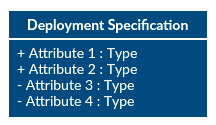 Deployment Specification
+ Attribute 1 : Type
+ Attribute 2 : Type
- Attribute 3 : Type
- Attribute 4 : Type